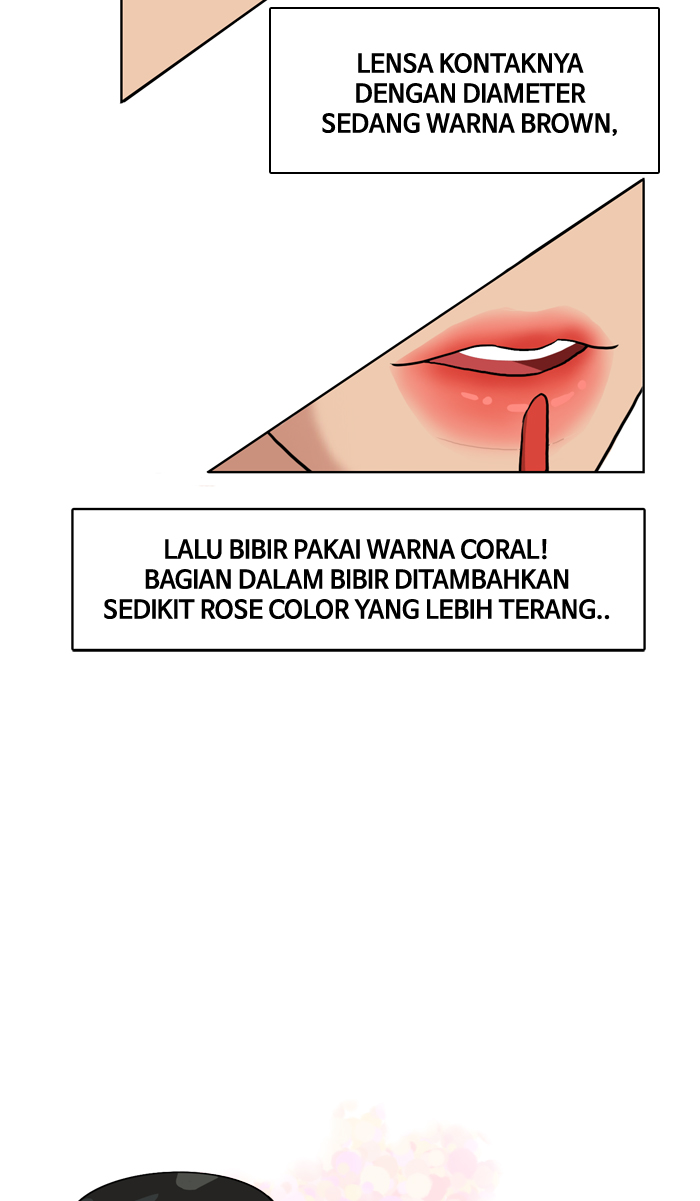 LENSA KONTAKNYA
DENGAN DIAMETER
SEDANG WARNA BROWN,
LALU BIBIR PAKAI WARNA CORAL!
BAGIAN DALAM BIBIR DITAMBAHKAN
SEDIKIT ROSE COLOR YANG LEBIH TERANG..